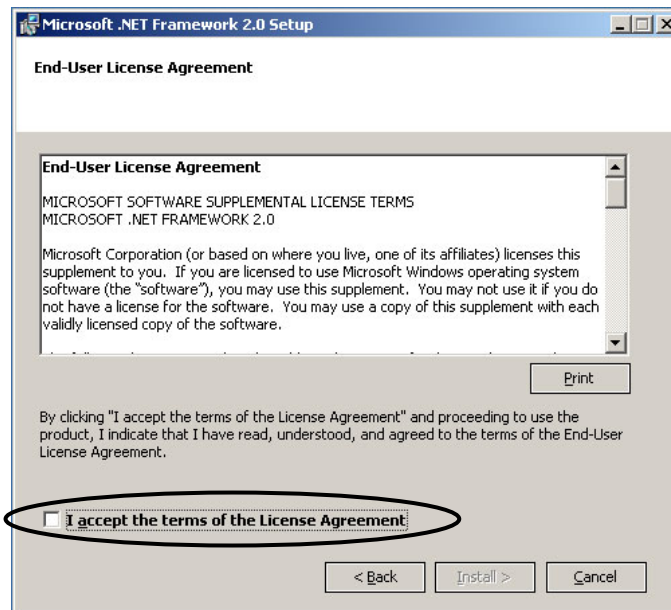 Microsoft .NET Framework 2.0 Setup
End-User License Agreement
End-User License Agreement
MICROSOFT SOFTWARE SUPPLEMENTAL LICENSE TERMS
MICROSOFT .NET FRAMEWORK 2.0
Microsoft Corporation (or based on where you live, one of its affiliates) licenses this
supplement to you.  If you are licensed to use Microsoft Windows operating system
software (the “software”), you may use this supplement.  You may not use it if you do
not have a license for the software.  You may use a copy of this supplement with each
validly licensed copy of the software.
Print
By clicking "I accept the terms of the License Agreement" and proceeding to use the
product, I indicate that I have read, understood, and agreed to the terms of the End-User
License Agreement.
I accept the terms of the License Agreement
< Back
Install >
Cancel